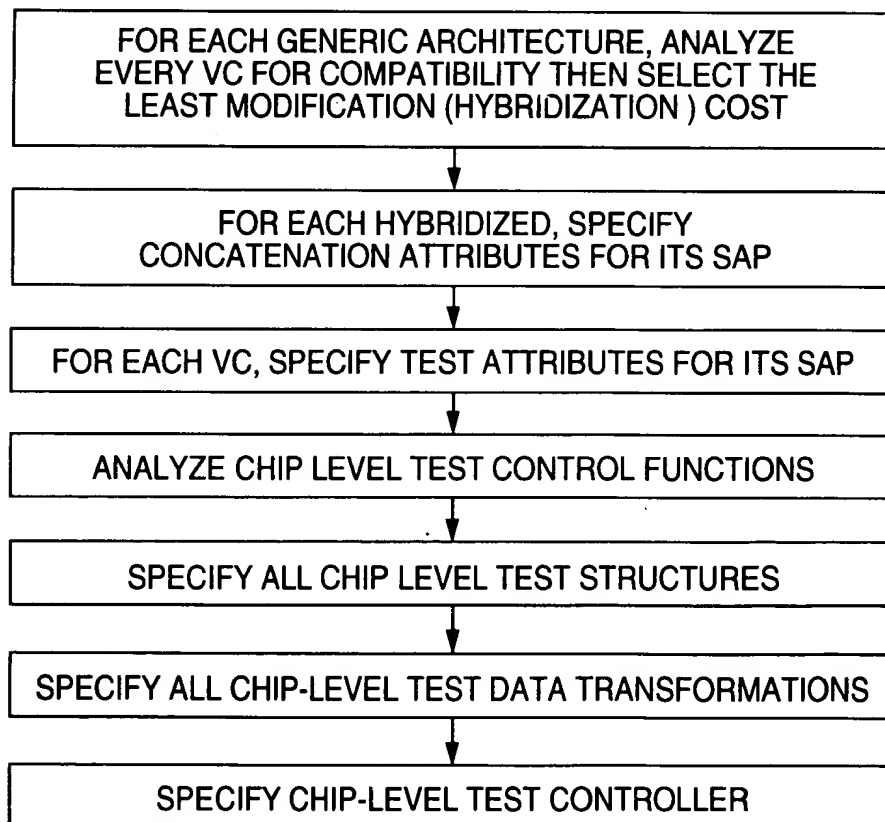 FOR EACH GENERIC ARCHITECTURE, ANALYZE
EVERY VC FOR COMPATIBILITY THEN SELECT THE
LEAST MODIFICATION (HYBRIDIZATION ) COST
FOR EACH HYBRIDIZED, SPECIFY
CONCATENATION ATTRIBUTES FOR ITS SAP
FOR EACH VC, SPECIFY TEST ATTRIBUTES FOR ITS SAP
ANALYZE CHIP LEVEL TEST CONTROL FUNCTIONS
SPECIFY ALL CHIP LEVEL TEST STRUCTURES
SPECIFY ALL CHIP-LEVEL TEST DATA TRANSFORMATIONS
SPECIFY CHIP-LEVEL TEST CONTROLLER